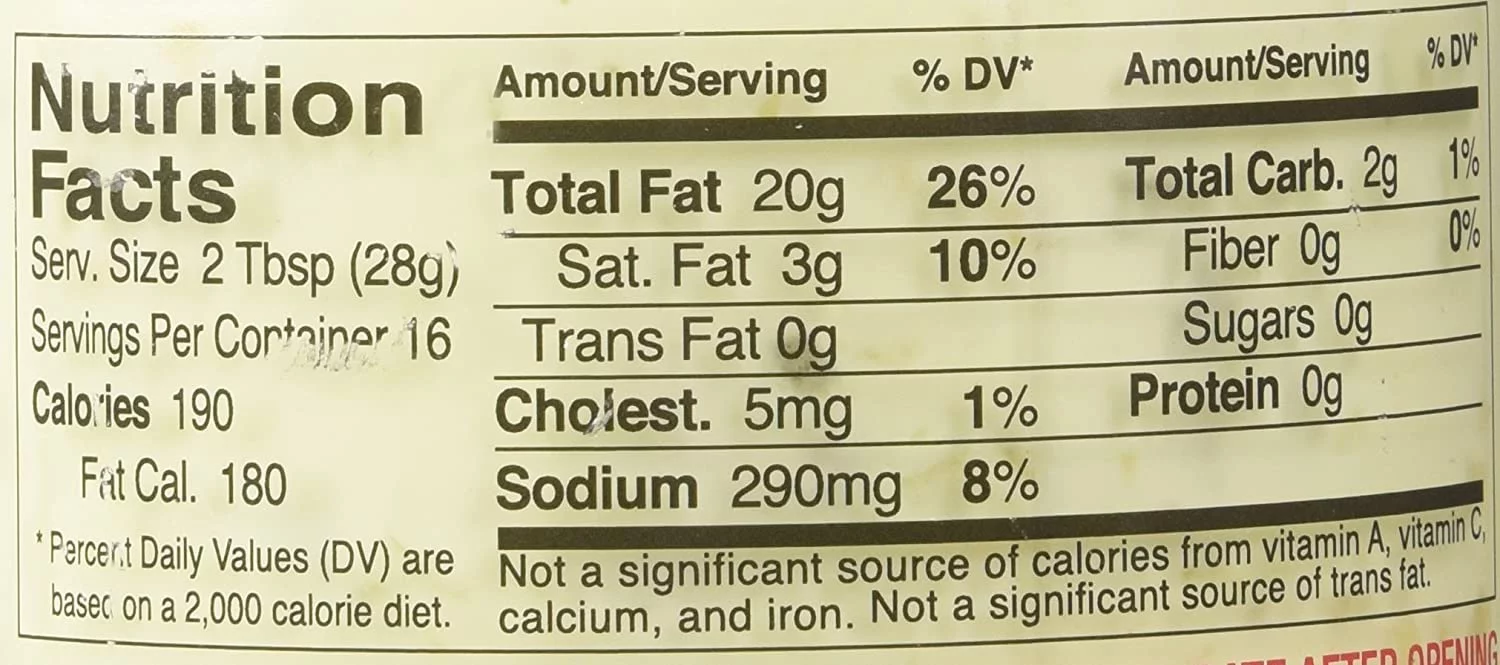 Nutrition
Facts
Serv. Size 2 Tbsp (28g)
Servings Per Container 16
Calories 190
Fat Cal. 180
* Percent Daily Values (DV) are
based on a 2,000 calorie diet.
Amount/Serving % DV*
Total Fat 20g 26%
Sat. Fat 3g 10%
Trans Fat 0g
Cholest. 5mg 1%
Sodium 290mg 8%
Amount/Serving % DV*
Total Carb. 2g 1%
Fiber 0g 0%
Sugars 0g
Protein 0g
Not a significant source of calories from vitamin A, vitamin C,
calcium, and iron. Not a significant source of trans fat.
AFTER OPENING